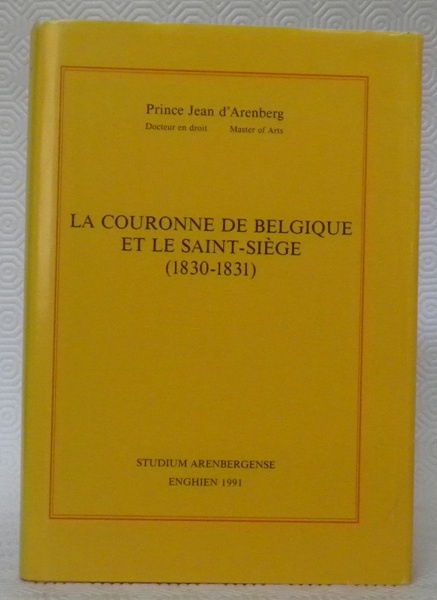 Prince Jean d'Arenberg
Docteur en droit Master of Arts
LA COURONNE DE BELGIQUE
ET LE SAINT-SIÈGE
(1830-1831)
STUDIUM ARENBERGENSE
ENGHIEN 1991